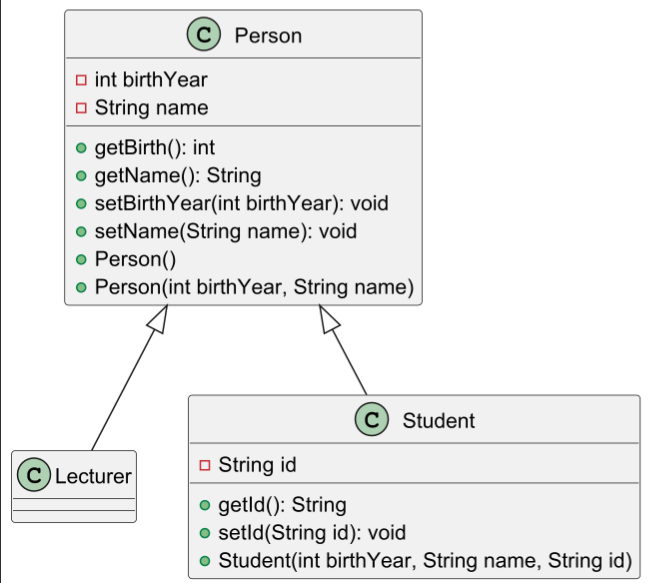 C Person
int birthYear
String name
getBirth(): int
getName(): String
setBirthYear(int birthYear): void
setName(String name): void
Person()
Person(int birthYear, String name)
C Lecturer
C Student
String id
getId(): String
setId(String id): void
Student(int birthYear, String name, String id)